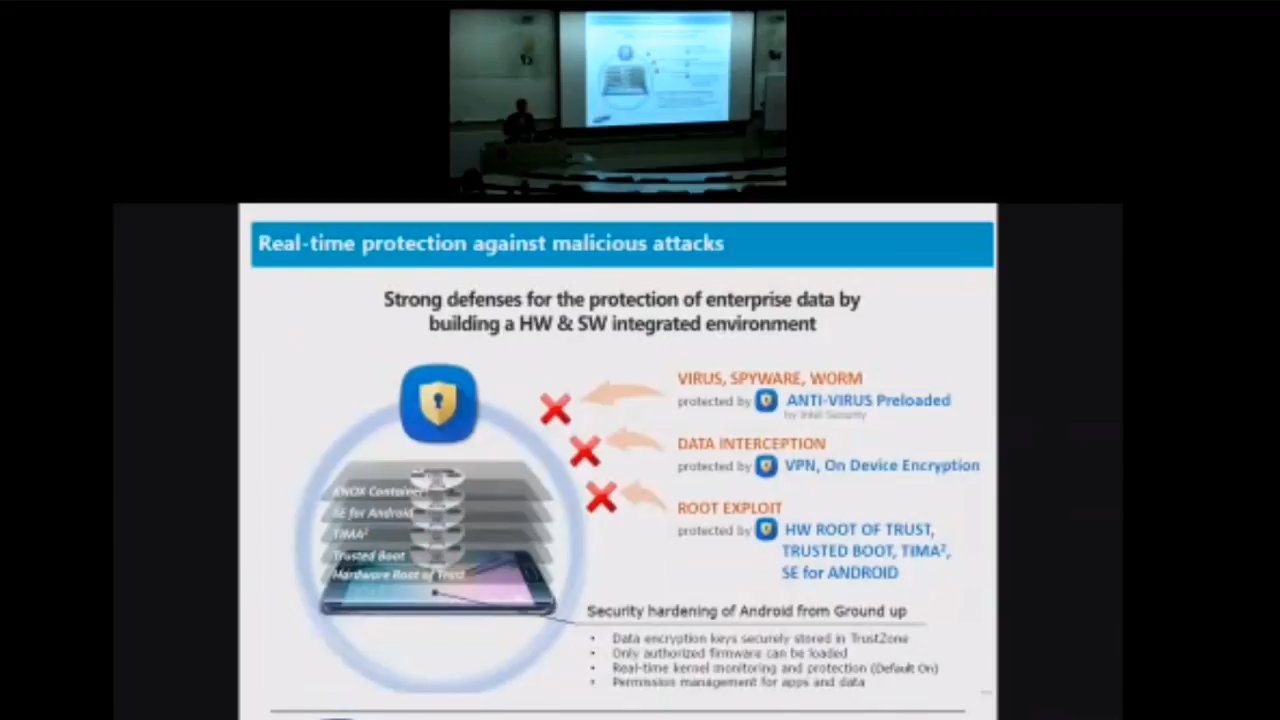 Real-time protection against malicious attacks
Strong defenses for the protection of enterprise data by
building a HW & SW integrated environment
VIRUS, SPYWARE, WORM
protected by ANTI-VIRUS Preloaded
by Intel Security
DATA INTERCEPTION
protected by VPN, On Device Encryption
ROOT EXPLOIT
protected by HW ROOT OF TRUST,
TRUSTED BOOT, TIMA²,
SE for ANDROID
KNOX Container
SE for Android
TIMA²
Trusted Boot
Hardware Root of Trust
Security hardening of Android from Ground up
• Data encryption keys securely stored in TrustZone
• Only authorized firmware can be loaded
• Real-time kernel monitoring and protection (Default On)
• Permission management for apps and data